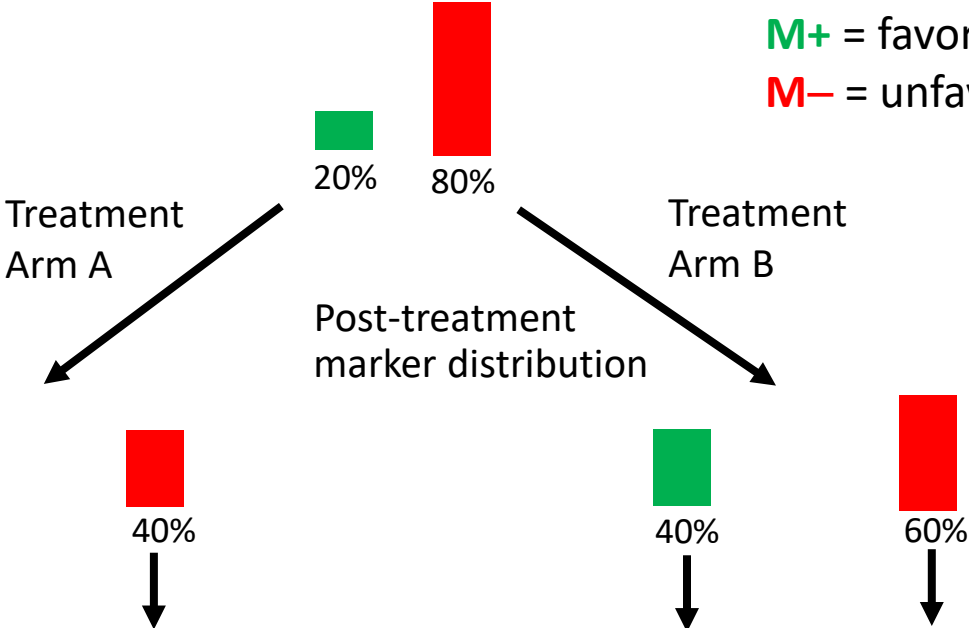 M+ = favor
M− = unfav
20% 80%
Treatment
Arm A
Treatment
Arm B
Post-treatment
marker distribution
40%
40%
60%